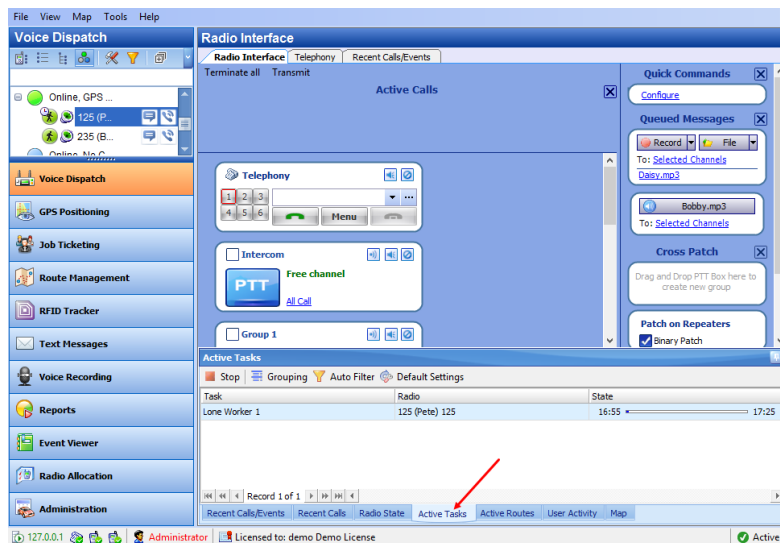 File View Map Tools Help
Voice Dispatch
Online, GPS ...
125 (P...
235 (B...
Voice Dispatch
GPS Positioning
Job Ticketing
Route Management
RFID Tracker
Text Messages
Voice Recording
Reports
Event Viewer
Radio Allocation
Administration
Radio Interface
Radio Interface Telephony Recent Calls/Events
Terminate all Transmit
Active Calls
Telephony
1 2 3
4 5 6 Menu
Intercom
PTT
Free channel
All Call
Group 1
Quick Commands
Configure
Queued Messages
Record File
To: Selected Channels
Daisy.mp3
Bobby.mp3
To: Selected Channels
Cross Patch
Drag and Drop PTT Box here to
create new group
Patch on Repeaters
Binary Patch
Active Tasks
Stop Grouping Auto Filter Default Settings
Task Radio State
Lone Worker 1 125 (Pete) 125 16:55 17:25
Record 1 of 1
Recent Calls/Events Recent Calls Radio State Active Tasks Active Routes User Activity Map
127.0.0.1 Administrator Licensed to: demo Demo License Active